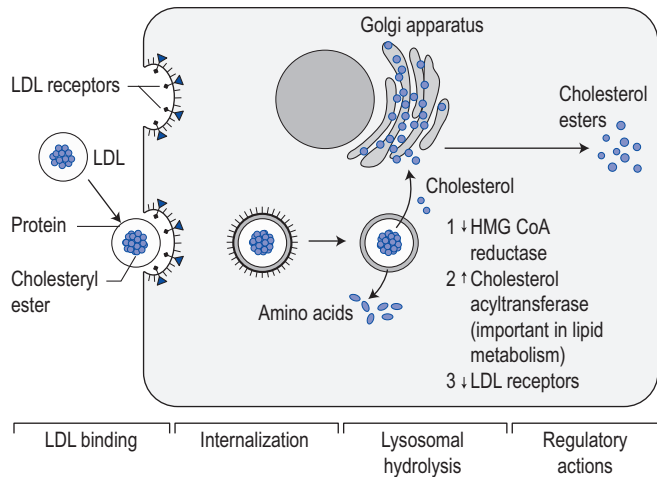 Golgi apparatus
LDL receptors
Cholesterol
esters
LDL
Protein
Cholesteryl
ester
Cholesterol
Amino acids
1 ↓ HMG CoA
reductase
2 ↑ Cholesterol
acyltransferase
(important in lipid
metabolism)
3 ↓ LDL receptors
LDL binding
Internalization
Lysosomal
hydrolysis
Regulatory
actions